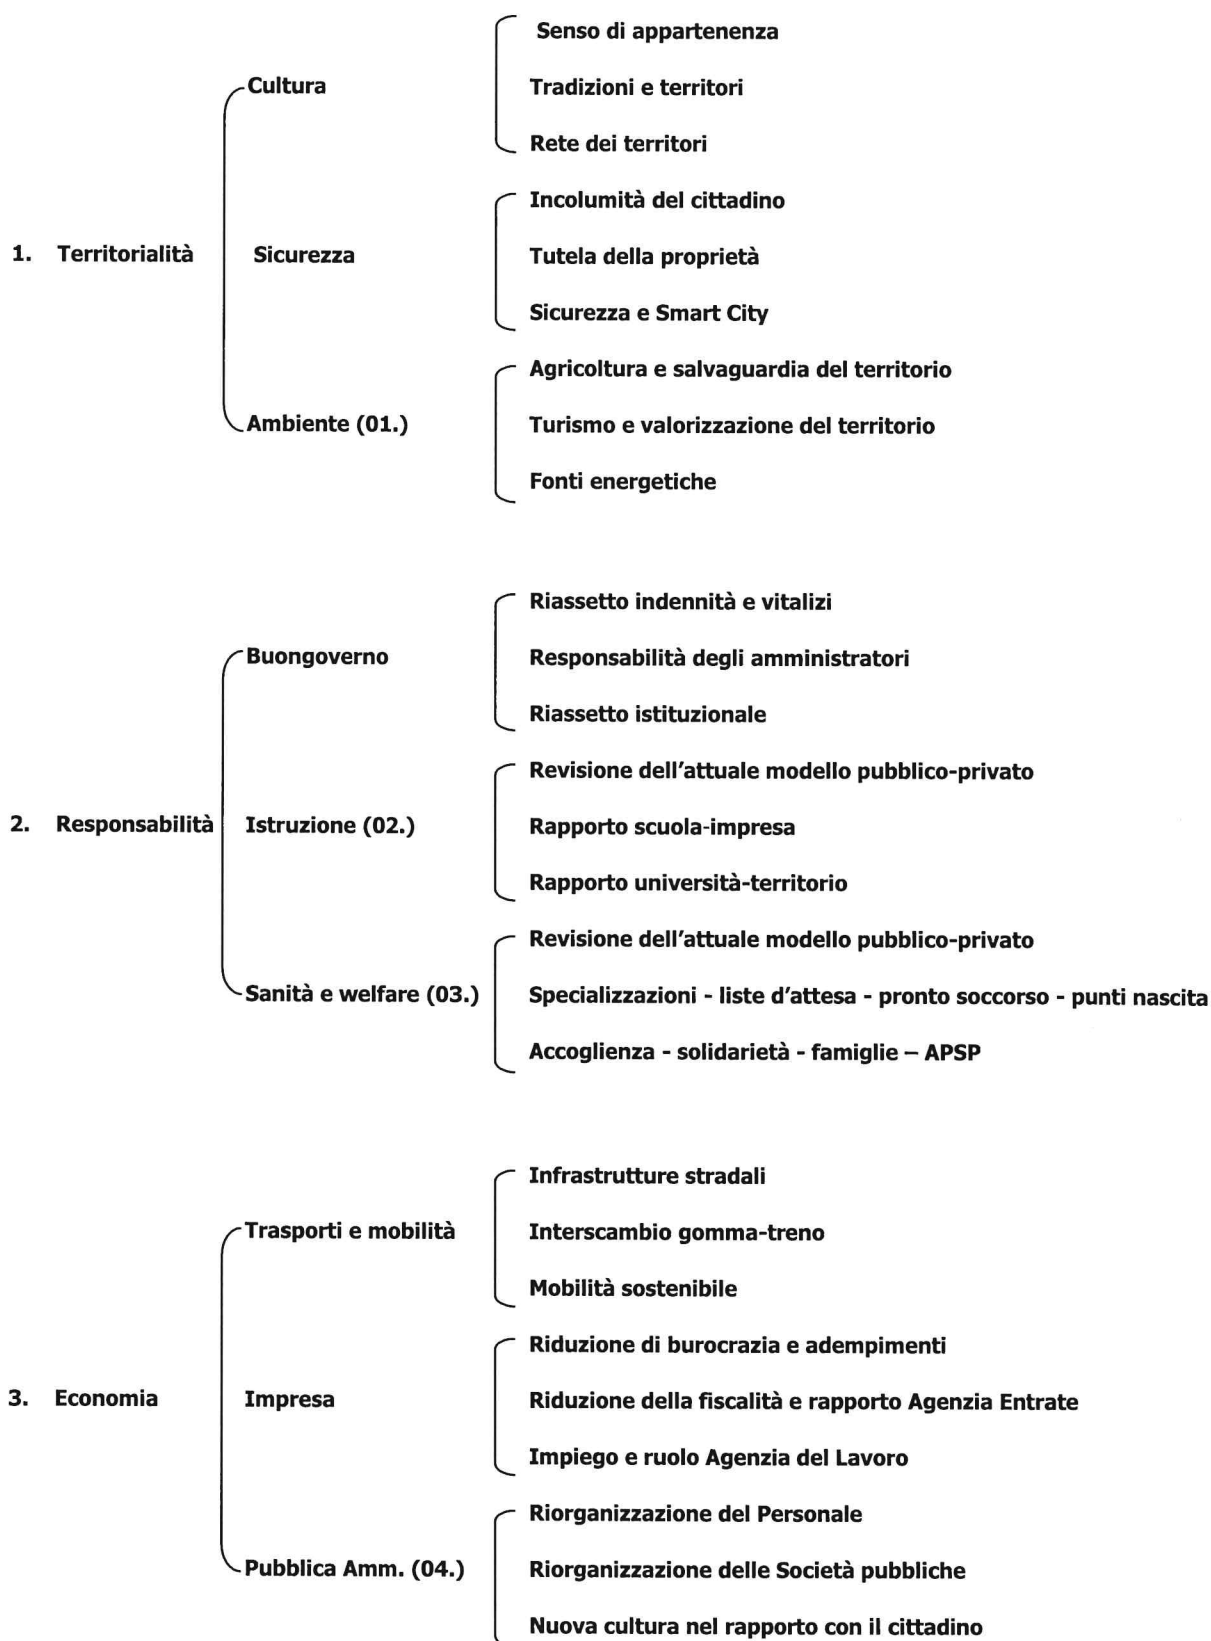 Senso di appartenenza
Cultura
Tradizioni e territori
Rete dei territori
Incolumità del cittadino
1. Territorialità
Sicurezza
Tutela della proprietà
Sicurezza e Smart City
Agricoltura e salvaguardia del territorio
Ambiente (01.)
Turismo e valorizzazione del territorio
Fonti energetiche
Riassetto indennità e vitalizi
Buongoverno
Responsabilità degli amministratori
Riassetto istituzionale
Revisione dell'attuale modello pubblico-privato
2. Responsabilità
Istruzione (02.)
Rapporto scuola-impresa
Rapporto università-territorio
Revisione dell'attuale modello pubblico-privato
Sanità e welfare (03.)
Specializzazioni - liste d'attesa - pronto soccorso - punti nascita
Accoglienza - solidarietà - famiglie – APSP
Infrastrutture stradali
Trasporti e mobilità
Interscambio gomma-treno
Mobilità sostenibile
Riduzione di burocrazia e adempimenti
3. Economia
Impresa
Riduzione della fiscalità e rapporto Agenzia Entrate
Impiego e ruolo Agenzia del Lavoro
Riorganizzazione del Personale
Pubblica Amm. (04.)
Riorganizzazione delle Società pubbliche
Nuova cultura nel rapporto con il cittadino